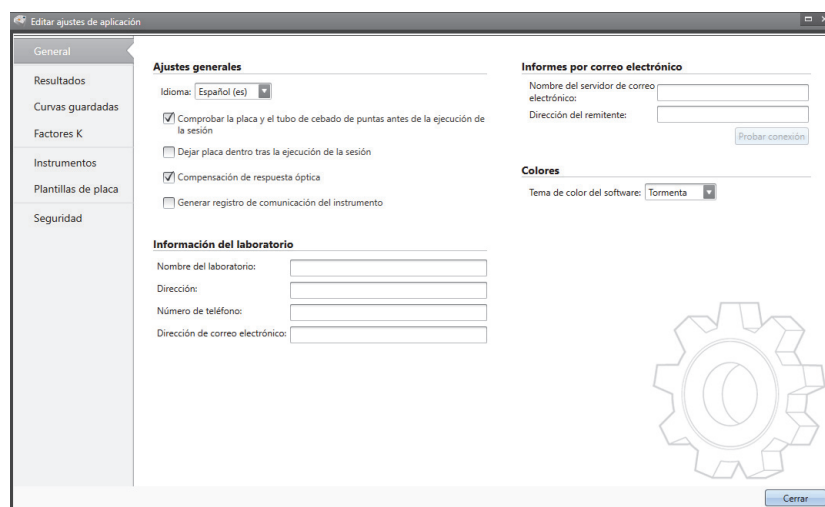 Editar ajustes de aplicación
General
Resultados
Curvas guardadas
Factores K
Instrumentos
Plantillas de placa
Seguridad
Ajustes generales
Idioma: Español (es)
Comprobar la placa y el tubo de cebado de puntas antes de la ejecución de
la sesión
Dejar placa dentro tras la ejecución de la sesión
Compensación de respuesta óptica
Generar registro de comunicación del instrumento
Información del laboratorio
Nombre del laboratorio:
Dirección:
Número de teléfono:
Dirección de correo electrónico:
Informes por correo electrónico
Nombre del servidor de correo
electrónico:
Dirección del remitente:
Probar conexión
Colores
Tema de color del software: Tormenta
Cerrar